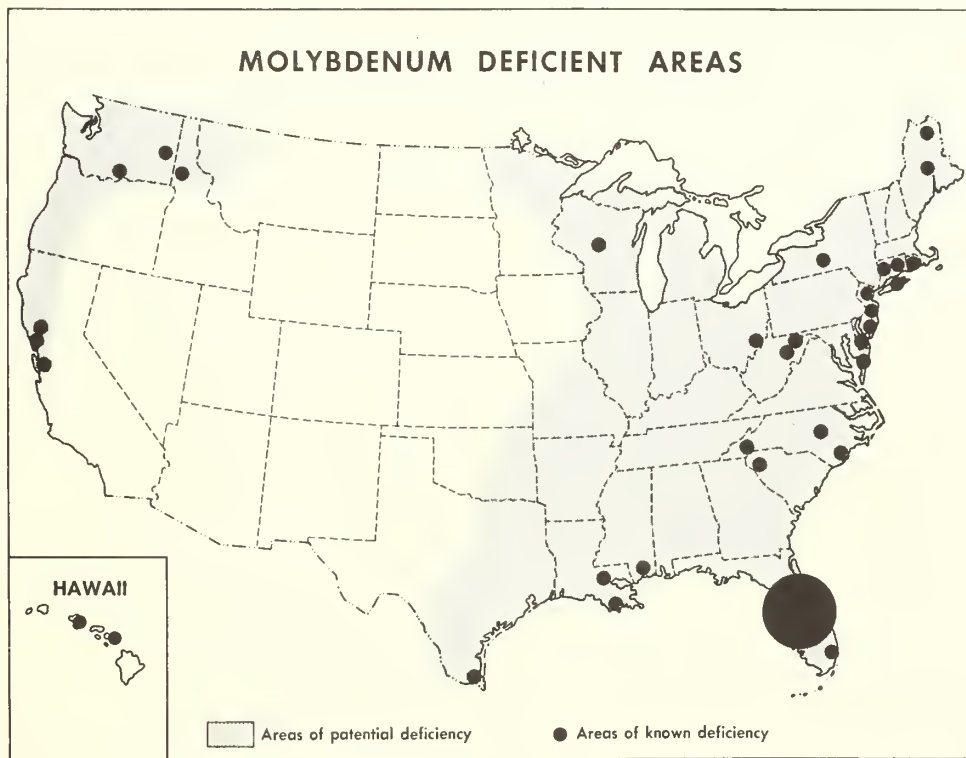 MOLYBDENUM DEFICIENT AREAS
HAWAII
Areas of potential deficiency
Areas of known deficiency